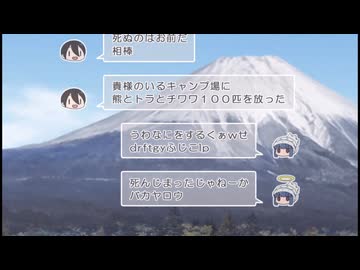 死ぬのはお前だ
相棒
貴様のいるキャンプ場に
熊とトラとチワワ１００匹を放った
うわなにをするくぁｗせ
drftgyふじこlp
死んじまったじゃねーか
バカヤロウ